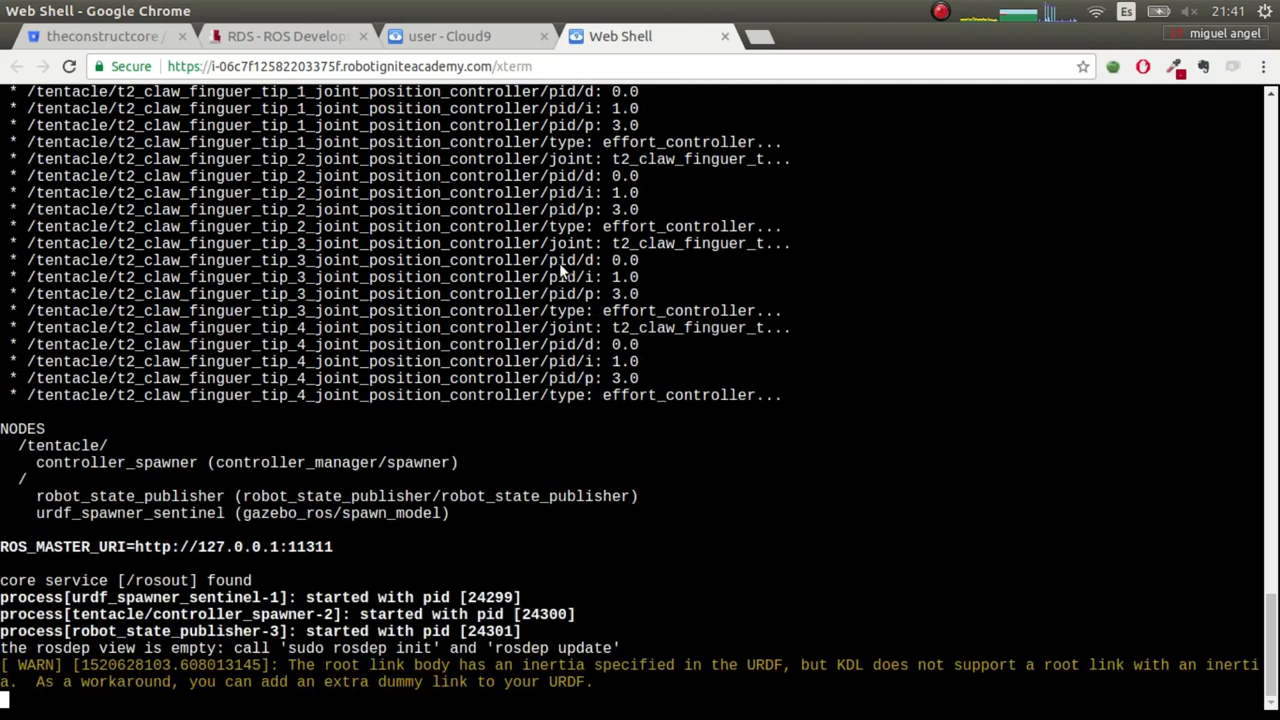 Web Shell - Google Chrome
Es
21:41
theconstructcore /
RDS - ROS Develop
user - Cloud9
Web Shell
miguel angel
Secure
https://i-06c7f12582203375f.robotigniteacademy.com/xterm
* /tentacle/t2_claw_finguer_tip_1_joint_position_controller/pid/d: 0.0
* /tentacle/t2_claw_finguer_tip_1_joint_position_controller/pid/i: 1.0
* /tentacle/t2_claw_finguer_tip_1_joint_position_controller/pid/p: 3.0
* /tentacle/t2_claw_finguer_tip_1_joint_position_controller/type: effort_controller...
* /tentacle/t2_claw_finguer_tip_2_joint_position_controller/joint: t2_claw_finguer_t...
* /tentacle/t2_claw_finguer_tip_2_joint_position_controller/pid/d: 0.0
* /tentacle/t2_claw_finguer_tip_2_joint_position_controller/pid/i: 1.0
* /tentacle/t2_claw_finguer_tip_2_joint_position_controller/pid/p: 3.0
* /tentacle/t2_claw_finguer_tip_2_joint_position_controller/type: effort_controller...
* /tentacle/t2_claw_finguer_tip_3_joint_position_controller/joint: t2_claw_finguer_t...
* /tentacle/t2_claw_finguer_tip_3_joint_position_controller/pid/d: 0.0
* /tentacle/t2_claw_finguer_tip_3_joint_position_controller/pid/i: 1.0
* /tentacle/t2_claw_finguer_tip_3_joint_position_controller/pid/p: 3.0
* /tentacle/t2_claw_finguer_tip_3_joint_position_controller/type: effort_controller...
* /tentacle/t2_claw_finguer_tip_4_joint_position_controller/joint: t2_claw_finguer_t...
* /tentacle/t2_claw_finguer_tip_4_joint_position_controller/pid/d: 0.0
* /tentacle/t2_claw_finguer_tip_4_joint_position_controller/pid/i: 1.0
* /tentacle/t2_claw_finguer_tip_4_joint_position_controller/pid/p: 3.0
* /tentacle/t2_claw_finguer_tip_4_joint_position_controller/type: effort_controller...
NODES
/tentacle/
controller_spawner (controller_manager/spawner)
/
robot_state_publisher (robot_state_publisher/robot_state_publisher)
urdf_spawner_sentinel (gazebo_ros/spawn_model)
ROS_MASTER_URI=http://127.0.0.1:11311
core service [/rosout] found
process[urdf_spawner_sentinel-1]: started with pid [24299]
process[tentacle/controller_spawner-2]: started with pid [24300]
process[robot_state_publisher-3]: started with pid [24301]
the rosdep view is empty: call 'sudo rosdep init' and 'rosdep update'
[ WARN] [1520628103.608013145]: The root link body has an inertia specified in the URDF, but KDL does not support a root link with an inerti
a.  As a workaround, you can add an extra dummy link to your URDF.